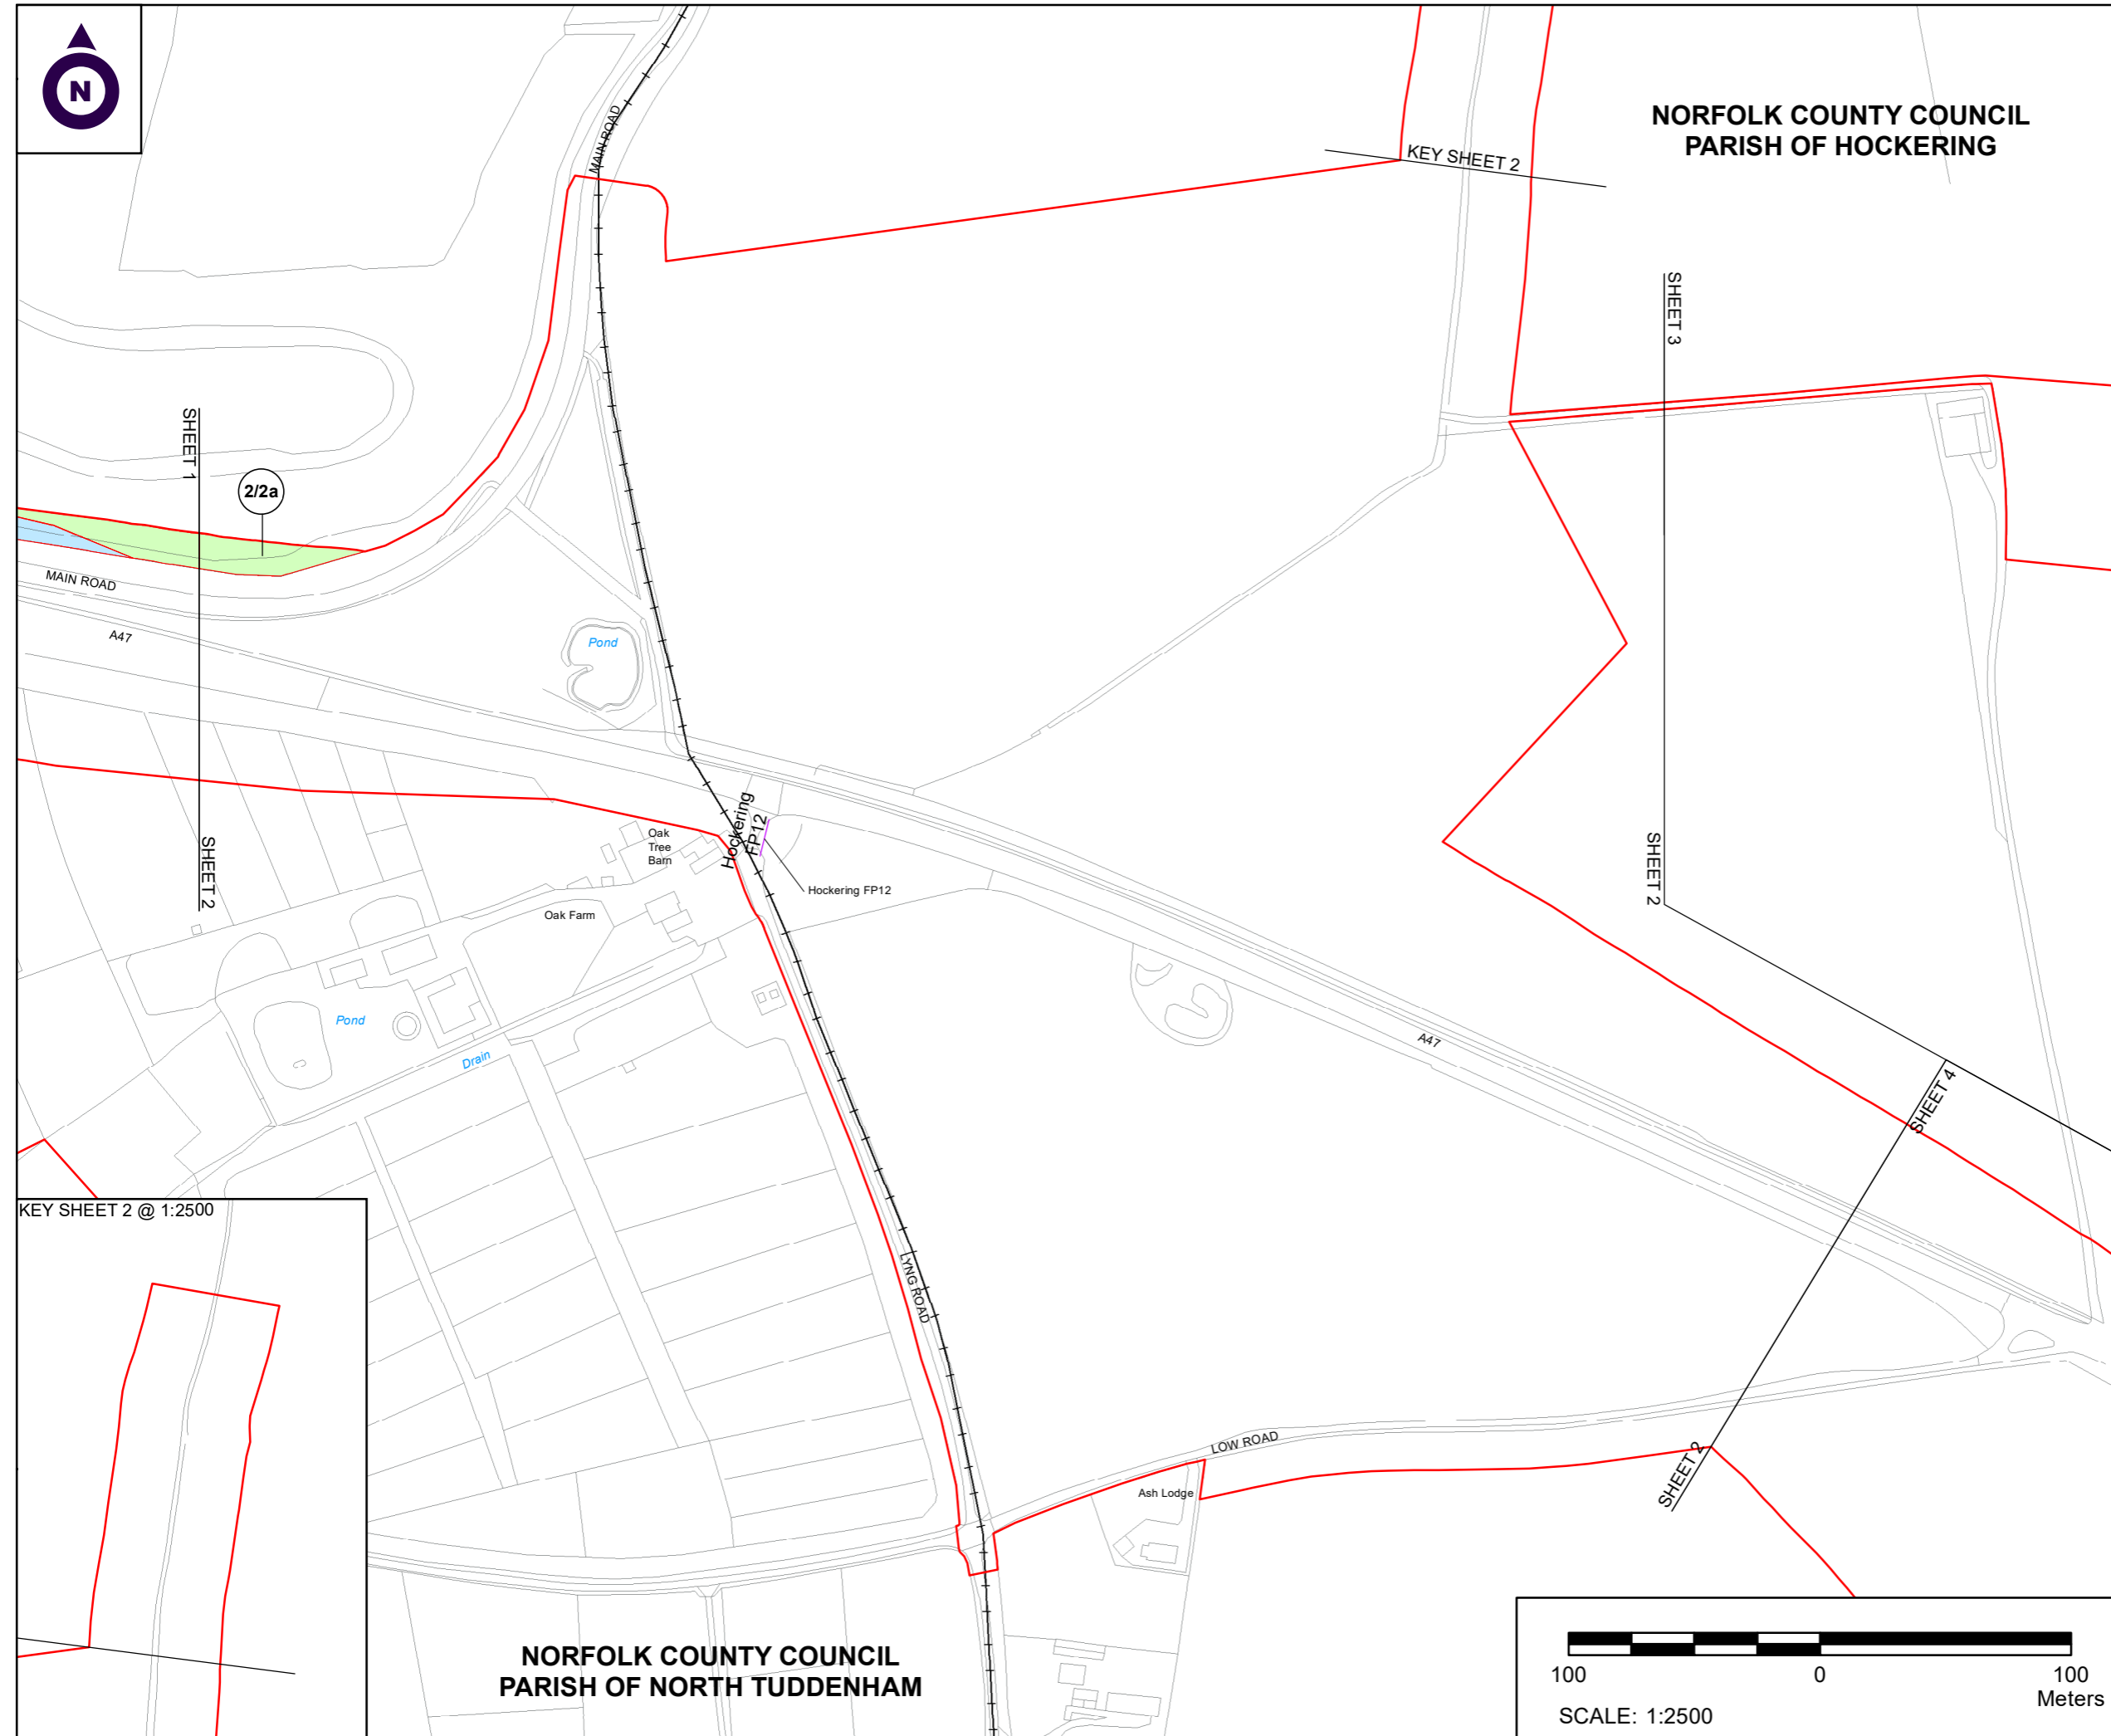 N
MAIN ROAD
NORFOLK COUNTY COUNCIL
PARISH OF HOCKERING
KEY SHEET 2
SHEET 3
SHEET 1
2/2a
MAIN ROAD
A47
Pond
Hockering
FP12
Oak
Tree
Barn
Hockering FP12
SHEET 2
SHEET 2
Oak Farm
Pond
Drain
A47
SHEET 4
KEY SHEET 2 @ 1:2500
LYNG ROAD
LOW ROAD
SHEET 2
Ash Lodge
NORFOLK COUNTY COUNCIL
PARISH OF NORTH TUDDENHAM
100 0 100
Meters
SCALE: 1:2500